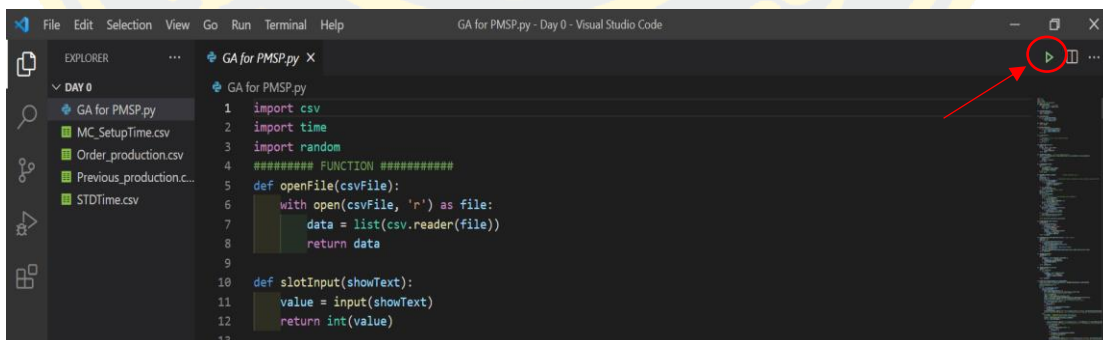 File Edit Selection View Go Run Terminal Help GA for PMSP.py - Day 0 - Visual Studio Code
EXPLORER ··· GA for PMSP.py ×
DAY 0 GA for PMSP.py
GA for PMSP.py
MC_SetupTime.csv
Order_production.csv
Previous_production.c...
STDTime.csv
1 import csv
2 import time
3 import random
4 ######### FUNCTION ###########
5 def openFile(csvFile):
6 with open(csvFile, 'r') as file:
7 data = list(csv.reader(file))
8 return data
9
10 def slotInput(showText):
11 value = input(showText)
12 return int(value)
13